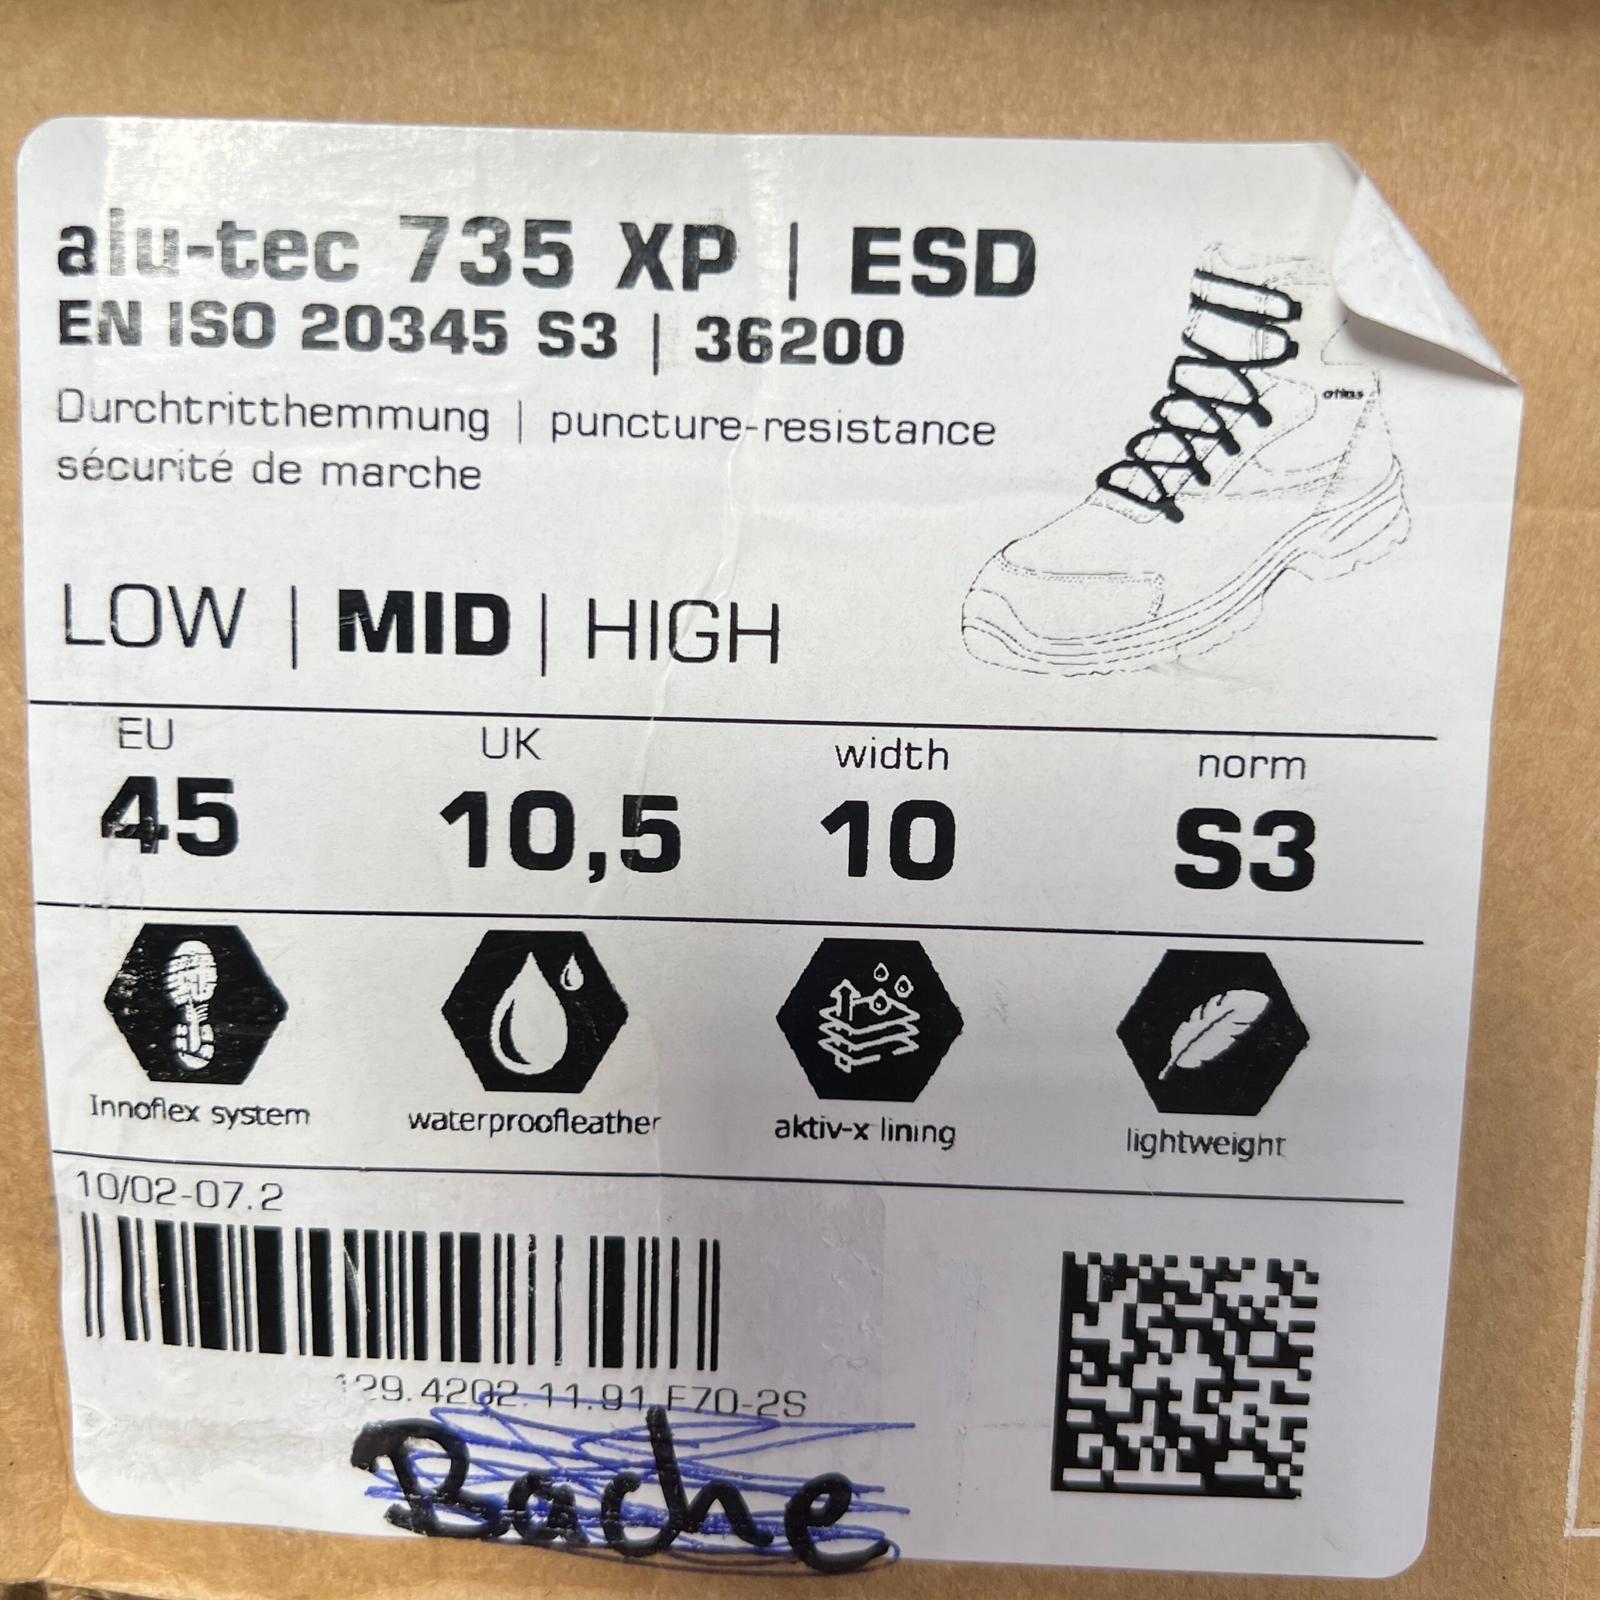 alu-tec 735 XP | ESD
EN ISO 20345 S3 | 36200
Durchtritthemmung | puncture-resistance
sécurité de marche
atlas
LOW | MID | HIGH
EU UK width norm
45 10,5 10 S3
Innoflex system waterproofleather aktiv-x lining lightweight
10/02-07.2
129.4202.11.91 F70-2S
Bache